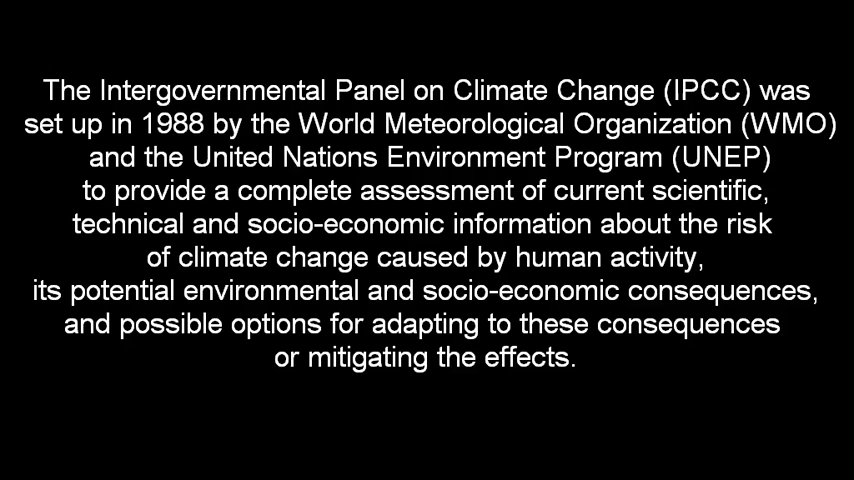 The Intergovernmental Panel on Climate Change (IPCC) was
set up in 1988 by the World Meteorological Organization (WMO)
and the United Nations Environment Program (UNEP)
to provide a complete assessment of current scientific,
technical and socio-economic information about the risk
of climate change caused by human activity,
its potential environmental and socio-economic consequences,
and possible options for adapting to these consequences
or mitigating the effects.